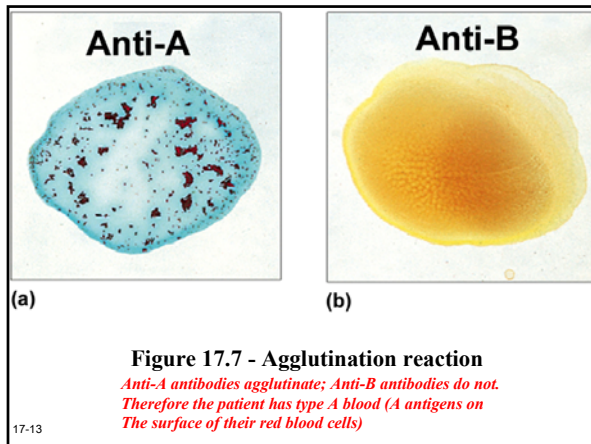 Anti-A
Anti-B
(a)
(b)
Figure 17.7 - Agglutination reaction
Anti-A antibodies agglutinate; Anti-B antibodies do not.
Therefore the patient has type A blood (A antigens on
The surface of their red blood cells)
17-13